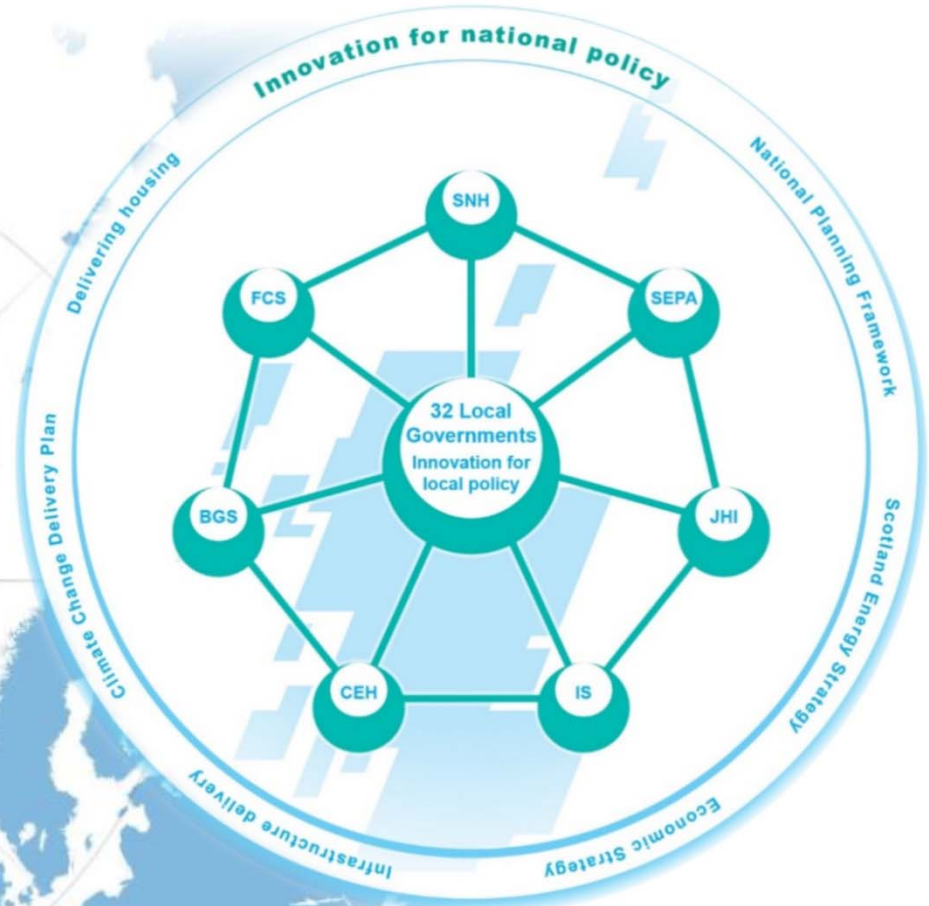 Innovation for national policy
National Planning Framework
Scotland Energy Strategy
Economic Strategy
Infrastructure delivery
Climate Change Delivery Plan
Delivering housing
SNH
SEPA
JHI
IS
CEH
BGS
FCS
32 Local
Governments
Innovation for
local policy